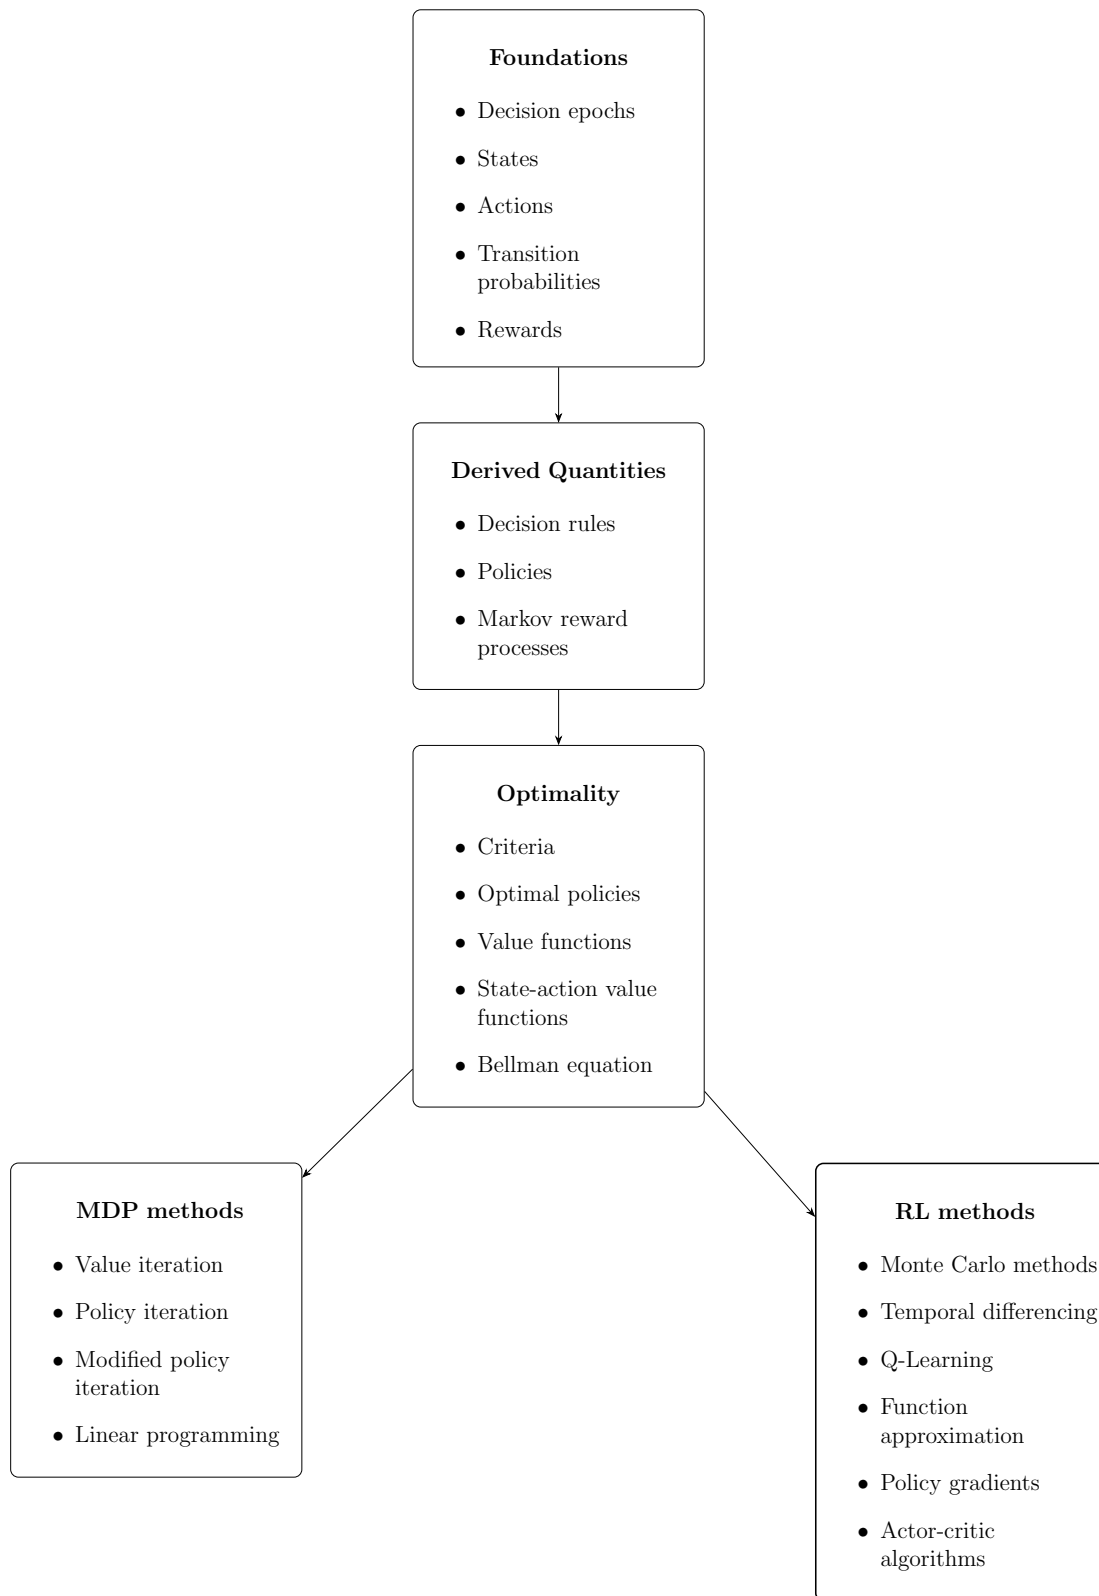 Foundations
• Decision epochs
• States
• Actions
• Transition
probabilities
• Rewards
Derived Quantities
• Decision rules
• Policies
• Markov reward
processes
Optimality
• Criteria
• Optimal policies
• Value functions
• State-action value
functions
• Bellman equation
MDP methods
• Value iteration
• Policy iteration
• Modified policy
iteration
• Linear programming
RL methods
• Monte Carlo methods
• Temporal differencing
• Q-Learning
• Function
approximation
• Policy gradients
• Actor-critic
algorithms